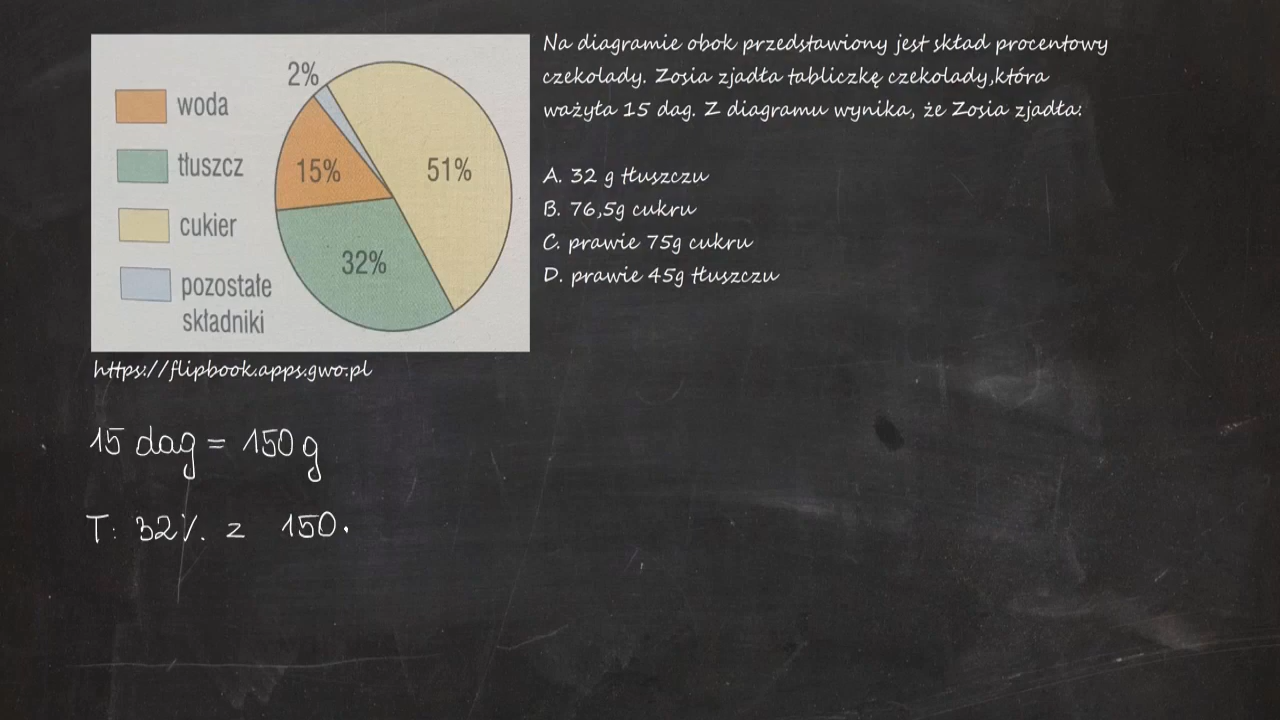 2%
woda
tłuszcz
cukier
pozostałe
składniki
15%
51%
32%
https://flipbook.apps.gwo.pl
Na diagramie obok przedstawiony jest skład procentowy
czekolady. Zosia zjadła tabliczkę czekolady,która
ważyła 15 dag. Z diagramu wynika, że Zosia zjadła:
A. 32 g tłuszczu
B. 76,5g cukru
C. prawie 75g cukru
D. prawie 45g tłuszczu
15 dag = 150 g
T: 32%. z 150.